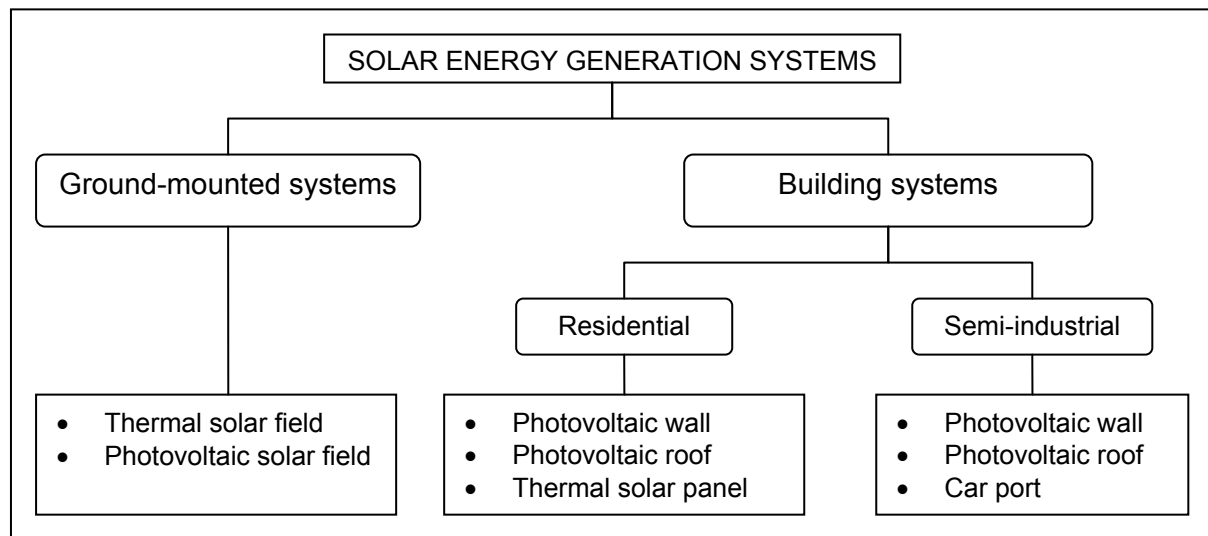 SOLAR ENERGY GENERATION SYSTEMS
Ground-mounted systems
Building systems
Residential
Semi-industrial
• Thermal solar field
• Photovoltaic solar field
• Photovoltaic wall
• Photovoltaic roof
• Thermal solar panel
• Photovoltaic wall
• Photovoltaic roof
• Car port